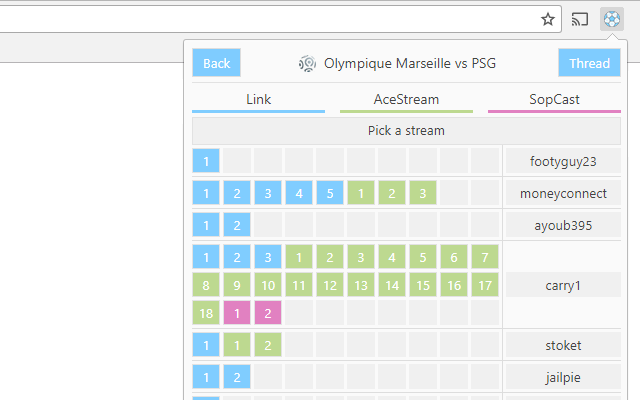 Back Olympique Marseille vs PSG Thread
Link AceStream SopCast
Pick a stream
1 footyguy23
1 2 3 4 5 1 2 3 moneyconnect
1 2 ayoub395
1 2 3 1 2 3 4 5 6 7
8 9 10 11 12 13 14 15 16 17 carry1
18 1 2
1 1 2 stoket
1 2 jailpie